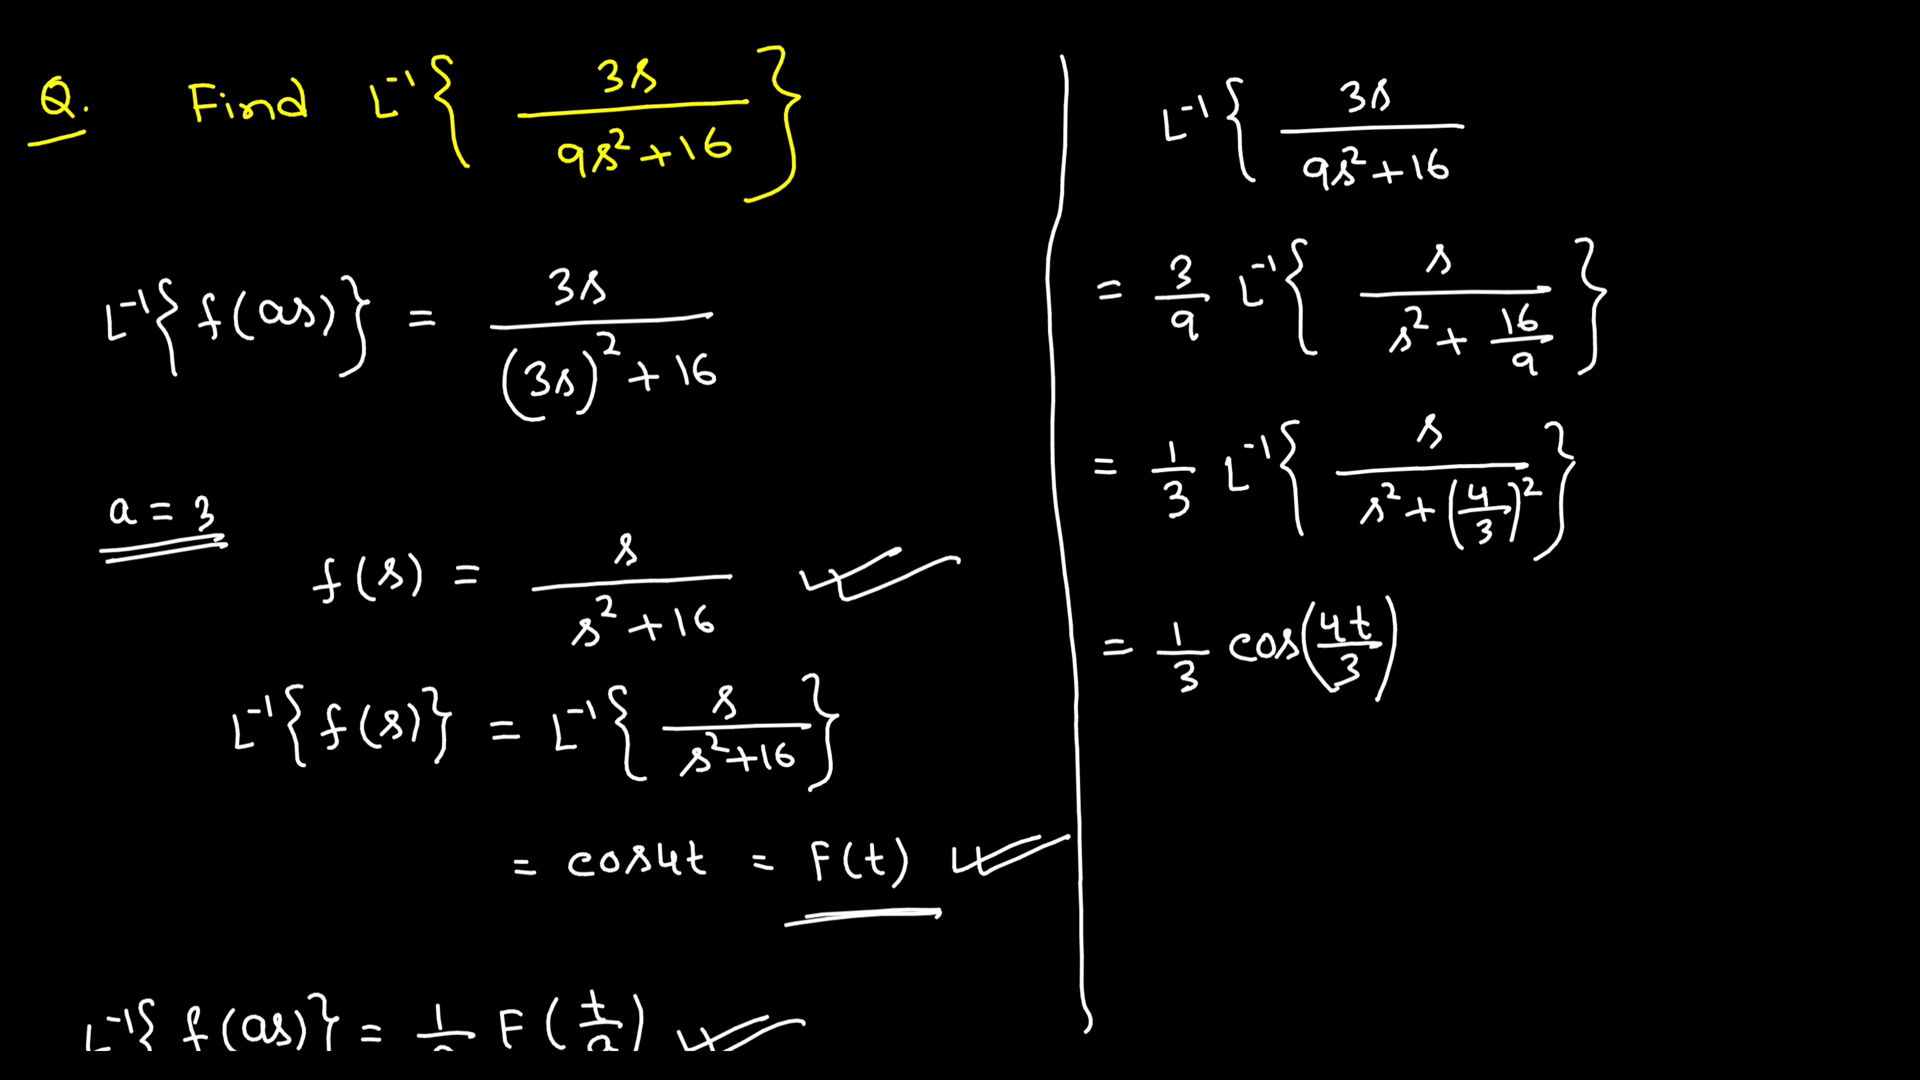 Q. Find L⁻¹{ 3s / 9s²+16 }
L⁻¹{ f(as) } = 3s / (3s)²+16
a = 3
f(s) = s / s²+16
L⁻¹{ f(s) } = L⁻¹{ s / s²+16 }
= cos4t = F(t)
L⁻¹{ f(as) } = 1/a F(t/a)
L⁻¹{ 3s / 9s²+16
= 3/9 L⁻¹{ s / s² + 16/9 }
= 1/3 L⁻¹{ s / s² + (4/3)² }
= 1/3 cos(4t/3)